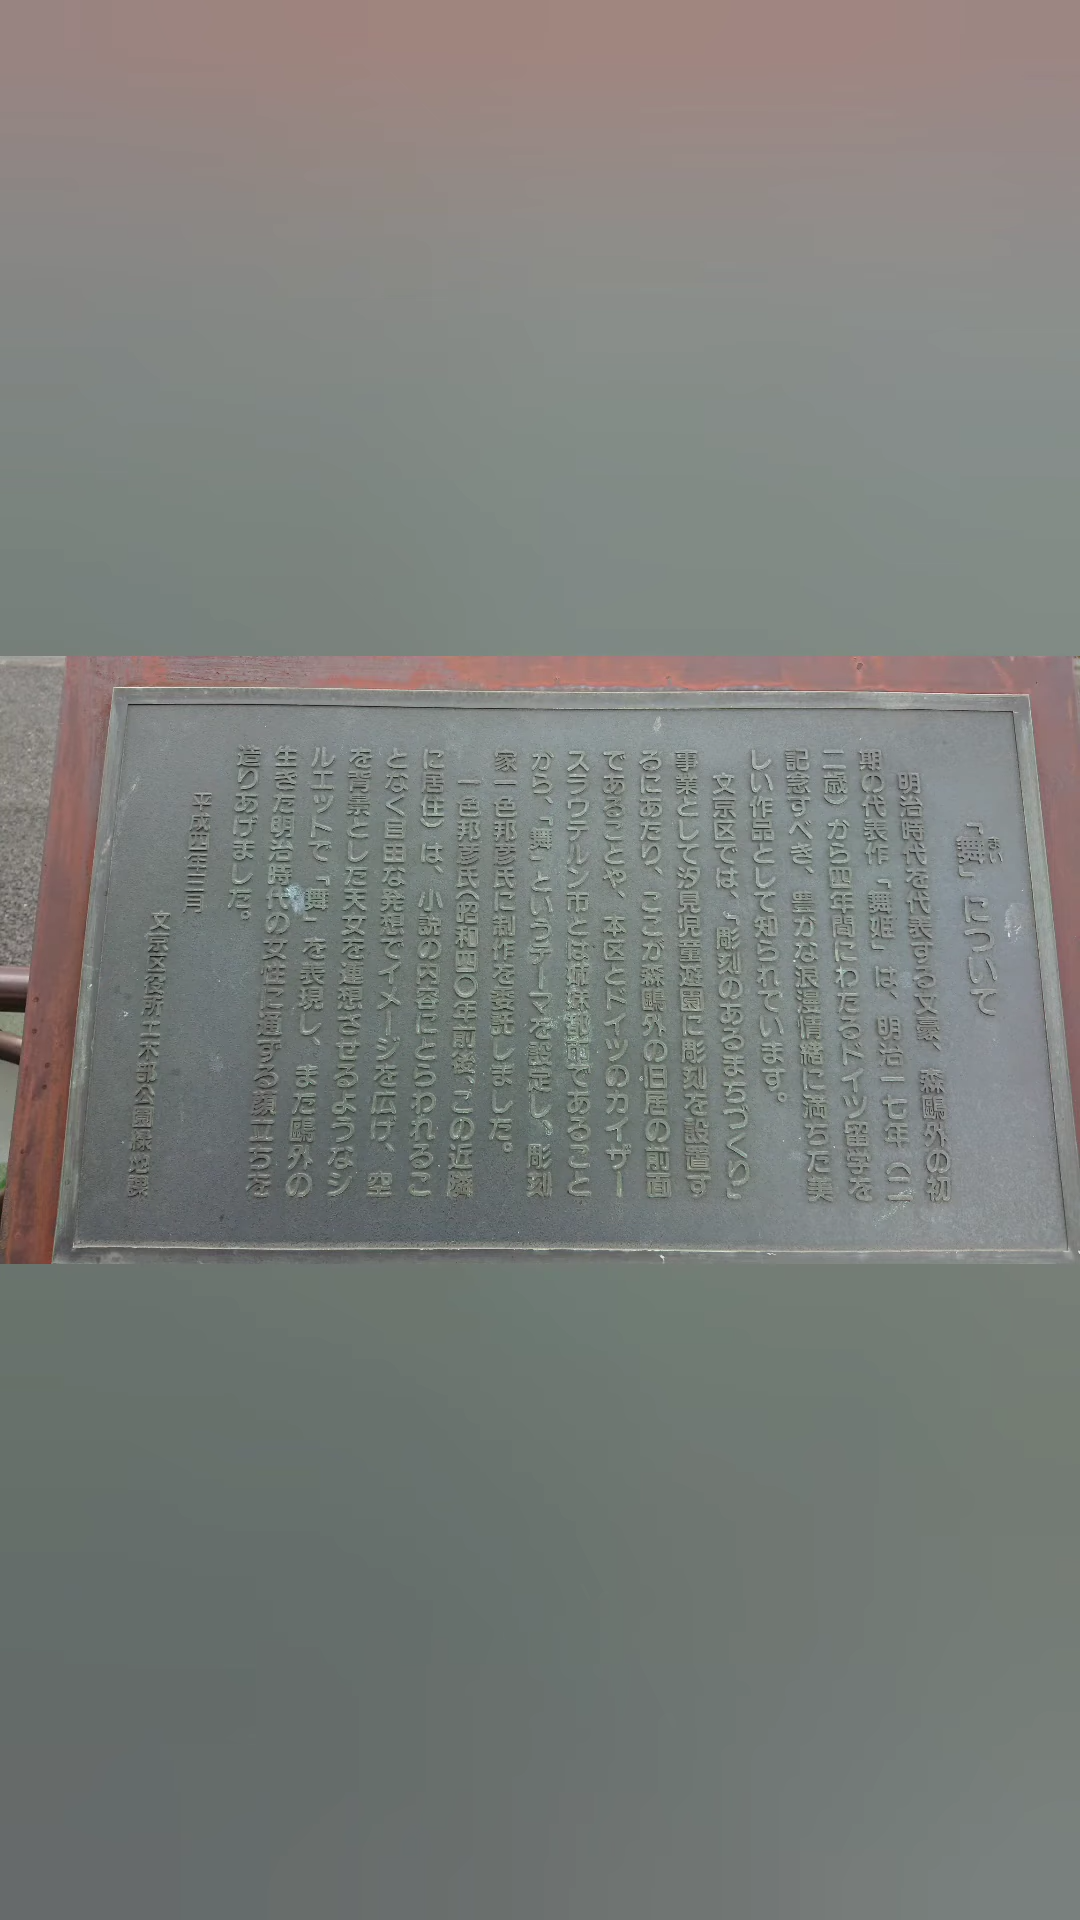 「舞」について
まい
明治時代を代表する文豪、森鷗外の初
期の代表作「舞姫」は、明治一七年(二
二歳)から四年間にわたるドイツ留学を
記念すべき、豊かな浪漫情緒に満ちた美
しい作品として知られています。
文京区では、「彫刻のあるまちづくり」
事業として汐見児童遊園に彫刻を設置す
るにあたり、ここが森鷗外の旧居の前面
であることや、本区とドイツのカイザー
スラウテルン市とは姉妹都市であること
から、「舞」というテーマを設定し、彫刻
家一色邦彦氏に制作を委託しました。
一色邦彦氏(昭和四〇年前後、この近隣
に居住)は、小説の内容にとらわれるこ
となく自由な発想でイメージを広げ、空
を背景とした天女を連想させるようなシ
ルエットで「舞」を表現し、また鷗外の
生きた明治時代の女性に通ずる顔立ちを
造りあげました。
平成四年三月
文京区役所土木部公園緑地課